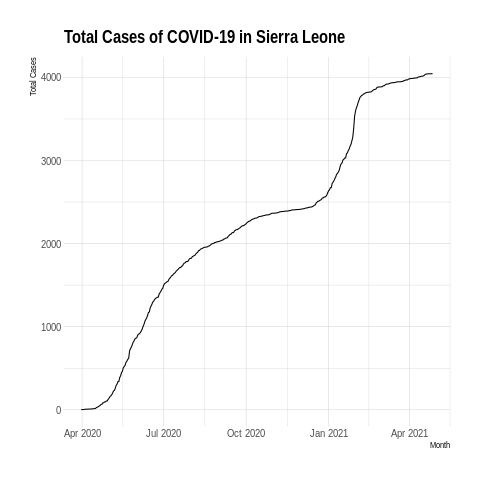 Total Cases of COVID-19 in Sierra Leone
Total Cases
4000
3000
2000
1000
0
Apr 2020 Jul 2020 Oct 2020 Jan 2021 Apr 2021
Month